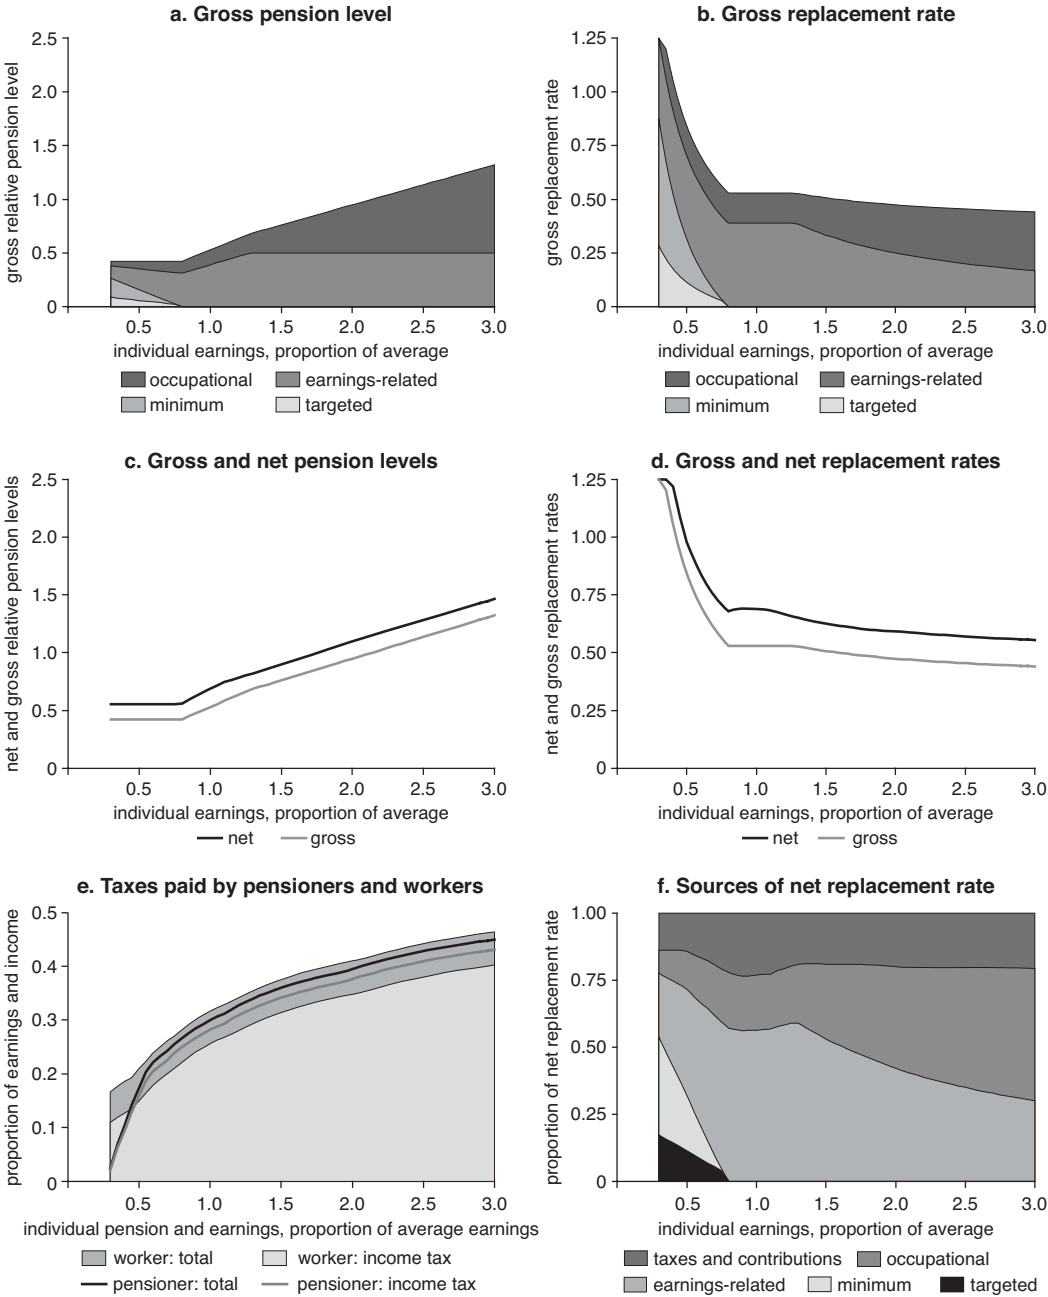 a. Gross pension level
gross relative pension level
2.5
2.0
1.5
1.0
0.5
0
0.5 1.0 1.5 2.0 2.5 3.0
individual earnings, proportion of average
occupational earnings-related
minimum targeted
b. Gross replacement rate
gross replacement rate
1.25
1.00
0.75
0.50
0.25
0
0.5 1.0 1.5 2.0 2.5 3.0
individual earnings, proportion of average
occupational earnings-related
minimum targeted
c. Gross and net pension levels
net and gross relative pension levels
2.5
2.0
1.5
1.0
0.5
0
0.5 1.0 1.5 2.0 2.5 3.0
individual earnings, proportion of average
net gross
d. Gross and net replacement rates
net and gross replacement rates
1.25
1.00
0.75
0.50
0.25
0
0.5 1.0 1.5 2.0 2.5 3.0
individual earnings, proportion of average
net gross
e. Taxes paid by pensioners and workers
proportion of earnings and income
0.5
0.4
0.3
0.2
0.1
0
0.5 1.0 1.5 2.0 2.5 3.0
individual pension and earnings, proportion of average earnings
worker: total worker: income tax
pensioner: total pensioner: income tax
f. Sources of net replacement rate
proportion of net replacement rate
1.00
0.75
0.50
0.25
0
0.5 1.0 1.5 2.0 2.5 3.0
individual earnings, proportion of average
taxes and contributions occupational
earnings-related minimum targeted